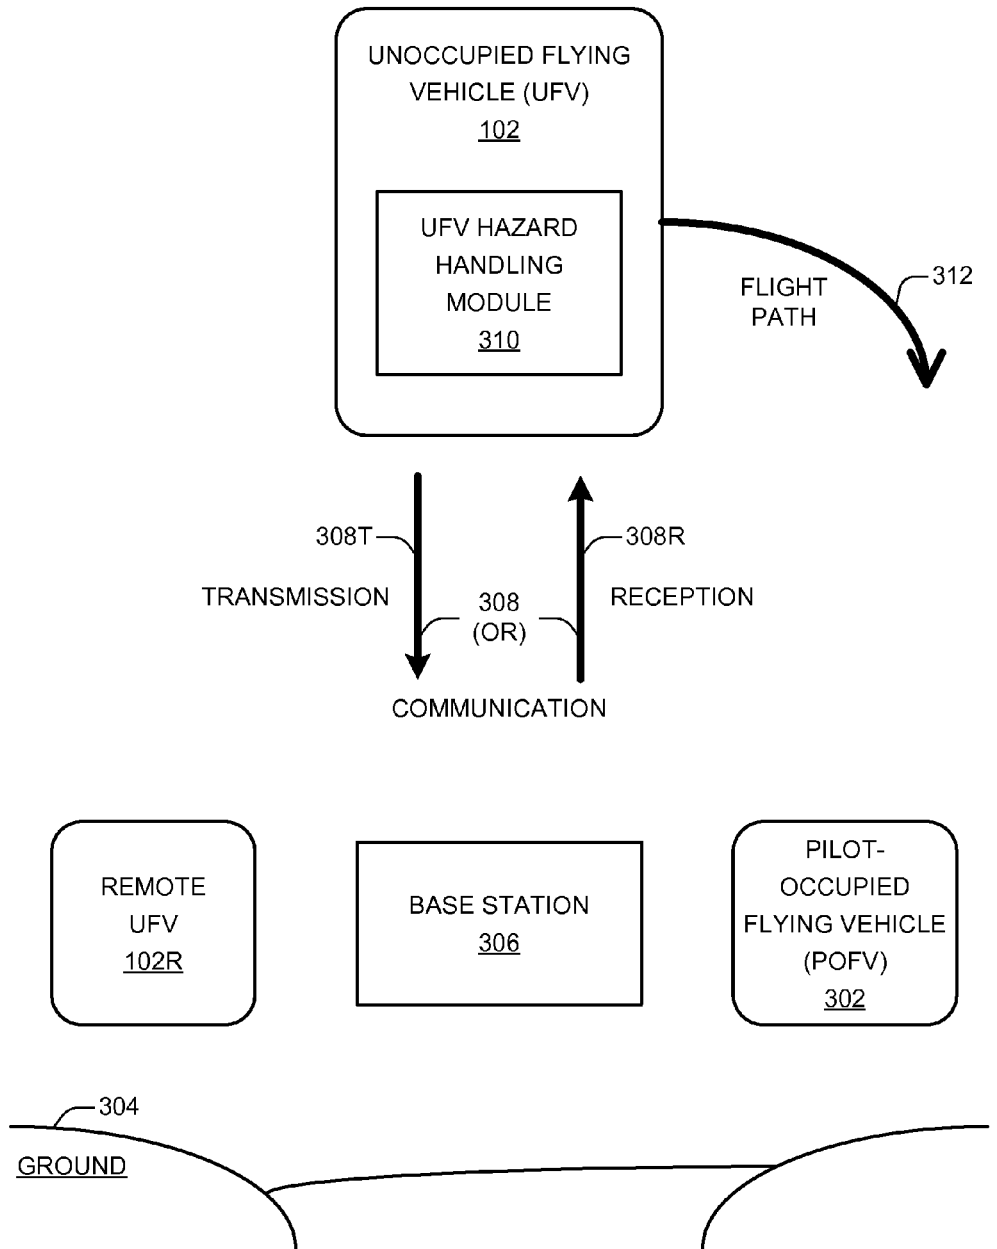 UNOCCUPIED FLYING
VEHICLE (UFV)
102
UFV HAZARD
HANDLING
MODULE
310
312
FLIGHT
PATH
308T
308R
TRANSMISSION
308
(OR)
RECEPTION
COMMUNICATION
REMOTE
UFV
102R
BASE STATION
306
PILOT-
OCCUPIED
FLYING VEHICLE
(POFV)
302
304
GROUND